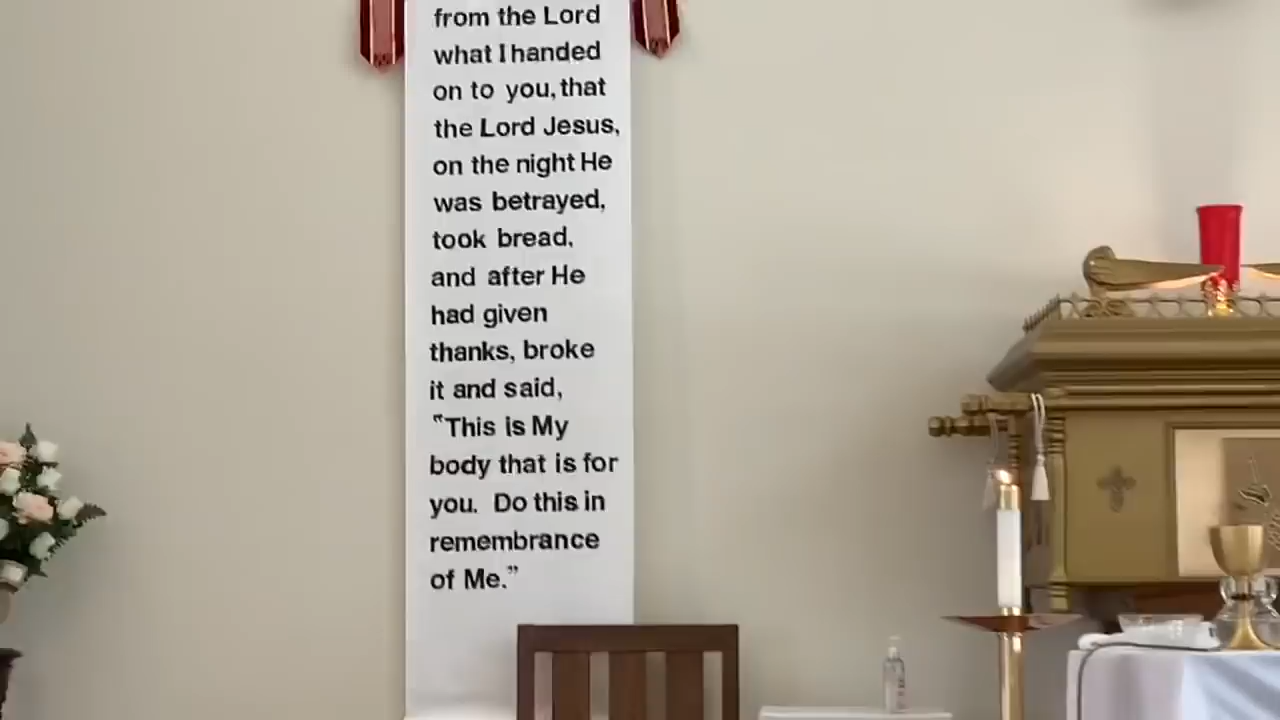 from the Lord
what I handed
on to you, that
the Lord Jesus,
on the night He
was betrayed,
took bread,
and after He
had given
thanks, broke
it and said,
"This is My
body that is for
you. Do this in
remembrance
of Me."